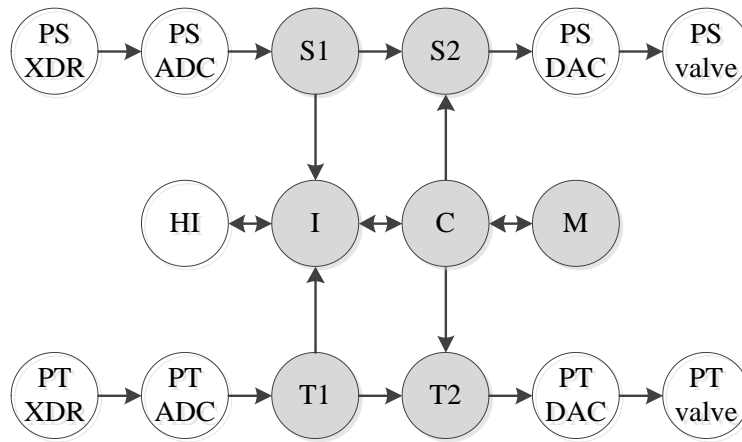 PS
XDR
PS
ADC
S1
S2
PS
DAC
PS
valve
HI
I
C
M
PT
XDR
PT
ADC
T1
T2
PT
DAC
PT
valve